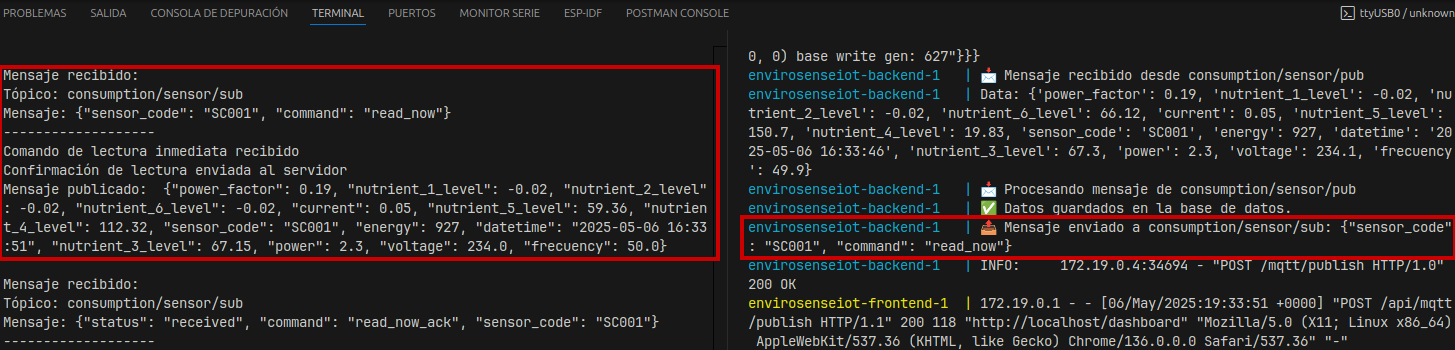 PROBLEMAS SALIDA CONSOLA DE DEPURACIÓN TERMINAL PUERTOS MONITOR SERIE ESP-IDF POSTMAN CONSOLE ttyUSB0 / unknown
Mensaje recibido:
Tópico: consumption/sensor/sub
Mensaje: {"sensor_code": "SC001", "command": "read_now"}
-------------------
Comando de lectura inmediata recibido
Confirmación de lectura enviada al servidor
Mensaje publicado:  {"power_factor": 0.19, "nutrient_1_level": -0.02, "nutrient_2_level"
: -0.02, "nutrient_6_level": -0.02, "current": 0.05, "nutrient_5_level": 59.36, "nutrien
t_4_level": 112.32, "sensor_code": "SC001", "energy": 927, "datetime": "2025-05-06 16:33
:51", "nutrient_3_level": 67.15, "power": 2.3, "voltage": 234.0, "frecuency": 50.0}
Mensaje recibido:
Tópico: consumption/sensor/sub
Mensaje: {"status": "received", "command": "read_now_ack", "sensor_code": "SC001"}
-------------------
0, 0) base write gen: 627"}}}
envirosenseiot-backend-1   | 📩 Mensaje recibido desde consumption/sensor/pub
envirosenseiot-backend-1   | Data: {'power_factor': 0.19, 'nutrient_1_level': -0.02, 'nu
trient_2_level': -0.02, 'nutrient_6_level': 66.12, 'current': 0.05, 'nutrient_5_level':
150.7, 'nutrient_4_level': 19.83, 'sensor_code': 'SC001', 'energy': 927, 'datetime': '20
25-05-06 16:33:46', 'nutrient_3_level': 67.3, 'power': 2.3, 'voltage': 234.1, 'frecuency
': 49.9}
envirosenseiot-backend-1   | 📩 Procesando mensaje de consumption/sensor/pub
envirosenseiot-backend-1   | ✅ Datos guardados en la base de datos.
envirosenseiot-backend-1   | 📤 Mensaje enviado a consumption/sensor/sub: {"sensor_code"
: "SC001", "command": "read_now"}
envirosenseiot-backend-1   | INFO:     172.19.0.4:34694 - "POST /mqtt/publish HTTP/1.0"
200 OK
envirosenseiot-frontend-1  | 172.19.0.1 - - [06/May/2025:19:33:51 +0000] "POST /api/mqtt
/publish HTTP/1.1" 200 118 "http://localhost/dashboard" "Mozilla/5.0 (X11; Linux x86_64)
AppleWebKit/537.36 (KHTML, like Gecko) Chrome/136.0.0.0 Safari/537.36" "-"